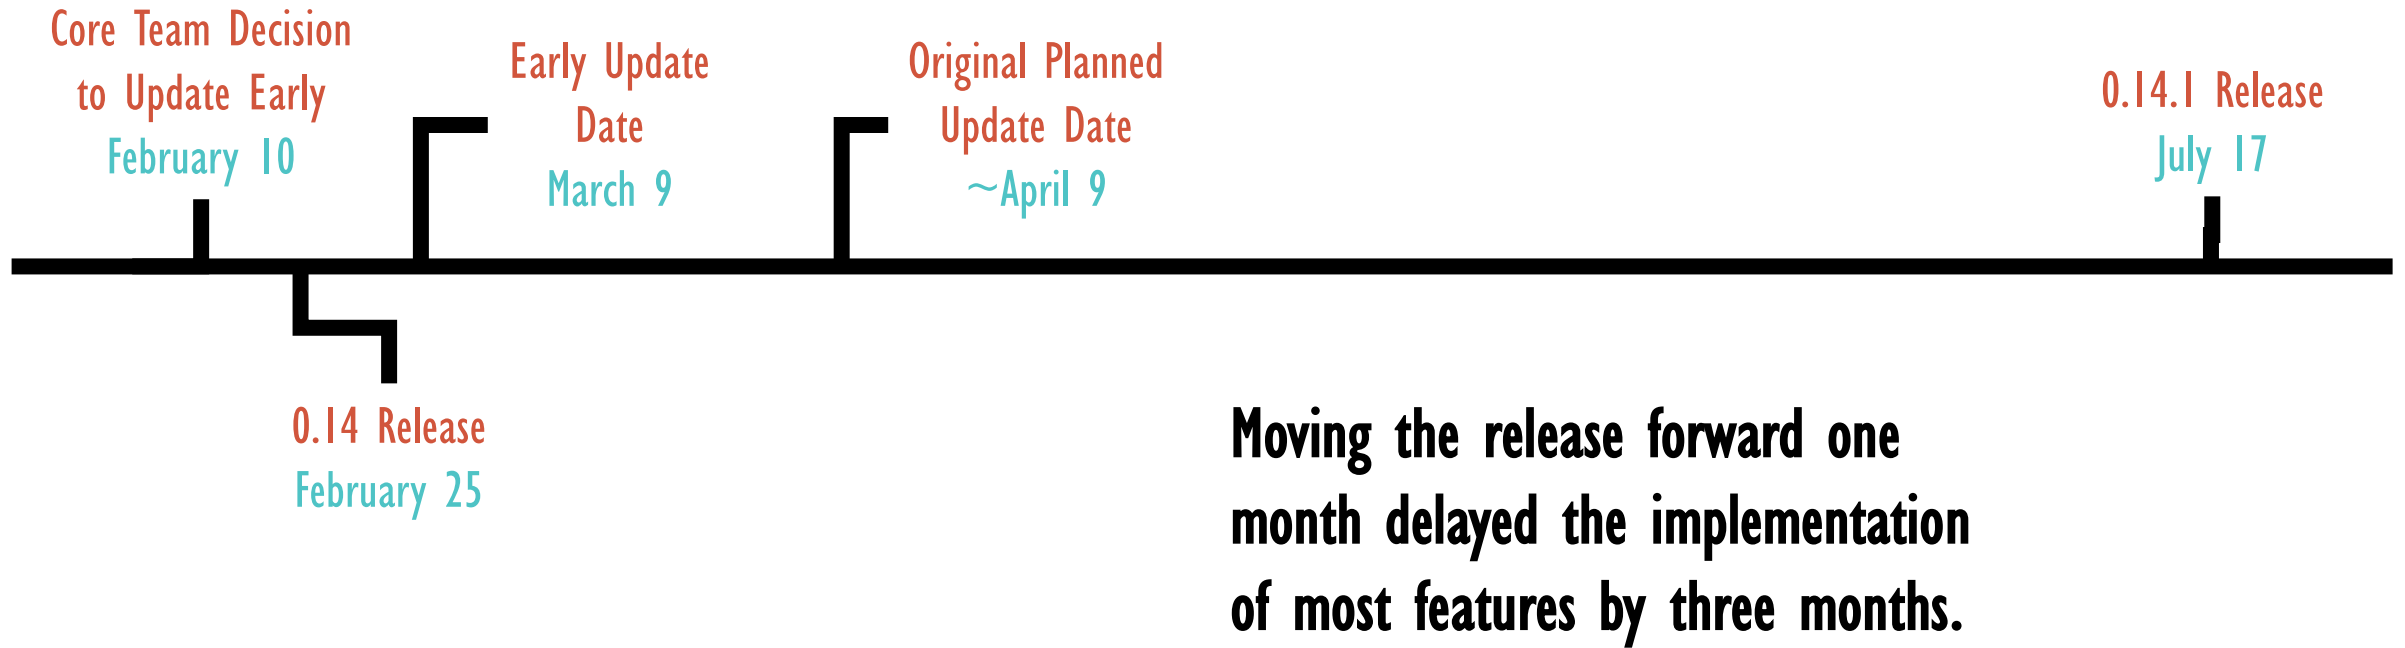 Core Team Decision
to Update Early
February 10
Early Update
Date
March 9
Original Planned
Update Date
~April 9
0.14.1 Release
July 17
0.14 Release
February 25
Moving the release forward one
month delayed the implementation
of most features by three months.